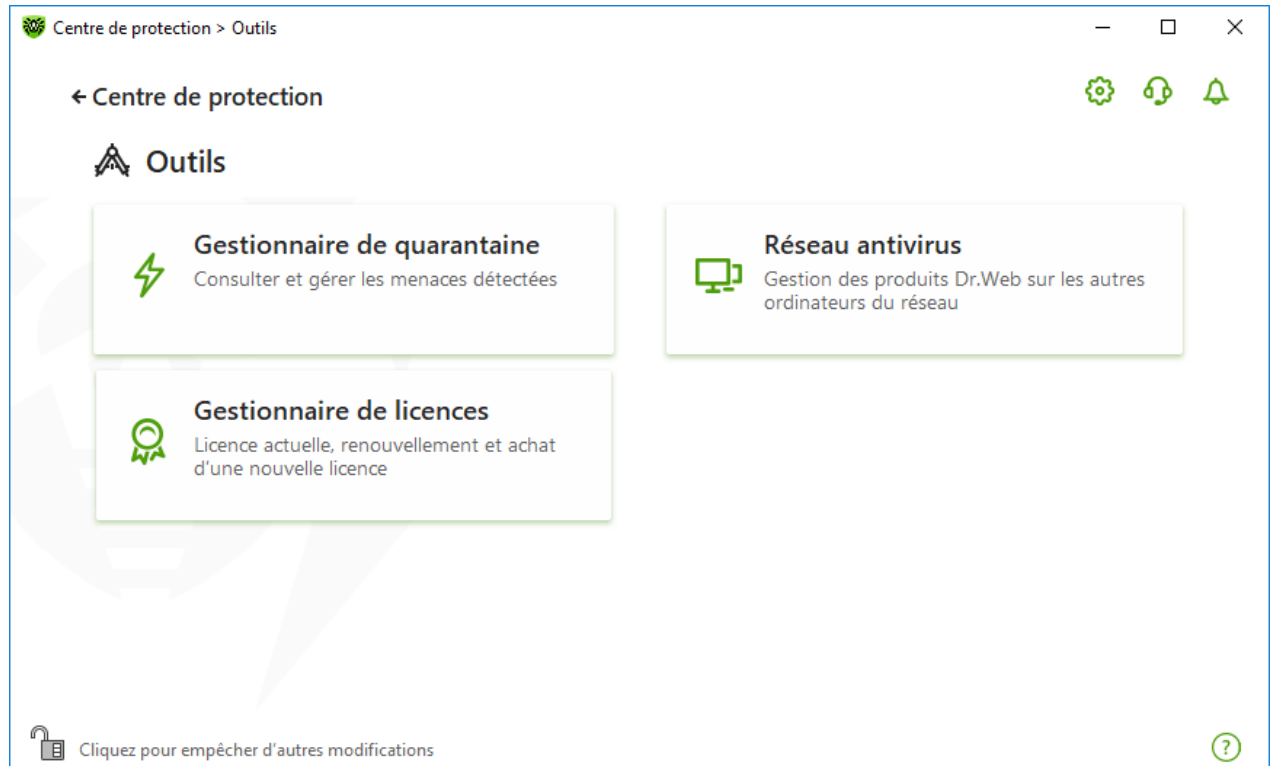 Centre de protection > Outils
Centre de protection
Outils
Gestionnaire de quarantaine
Consulter et gérer les menaces détectées
Réseau antivirus
Gestion des produits Dr.Web sur les autres
ordinateurs du réseau
Gestionnaire de licences
Licence actuelle, renouvellement et achat
d'une nouvelle licence
Cliquez pour empêcher d'autres modifications
?